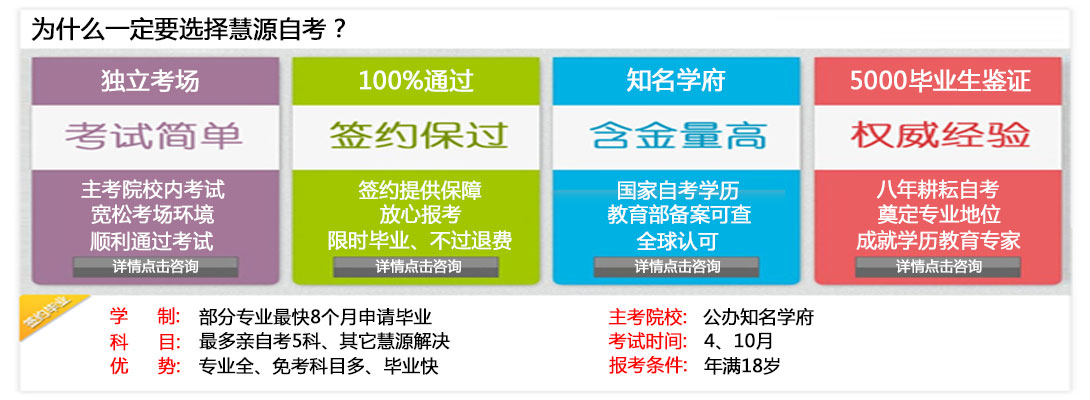 为什么一定要选择慧源自考？
独立考场
考试简单
主考院校内考试
宽松考场环境
顺利通过考试
详情点击咨询
100%通过
签约保过
签约提供保障
放心报考
限时毕业、不过退费
详情点击咨询
知名学府
含金量高
国家自考学历
教育部备案可查
全球认可
详情点击咨询
5000毕业生鉴证
权威经验
八年耕耘自考
奠定专业地位
成就学历教育专家
详情点击咨询
签约毕业
学 制: 部分专业最快8个月申请毕业
科 目: 最多亲自考5科、其它慧源解决
优 势: 专业全、免考科目多、毕业快
主考院校: 公办知名学府
考试时间: 4、10月
报考条件: 年满18岁